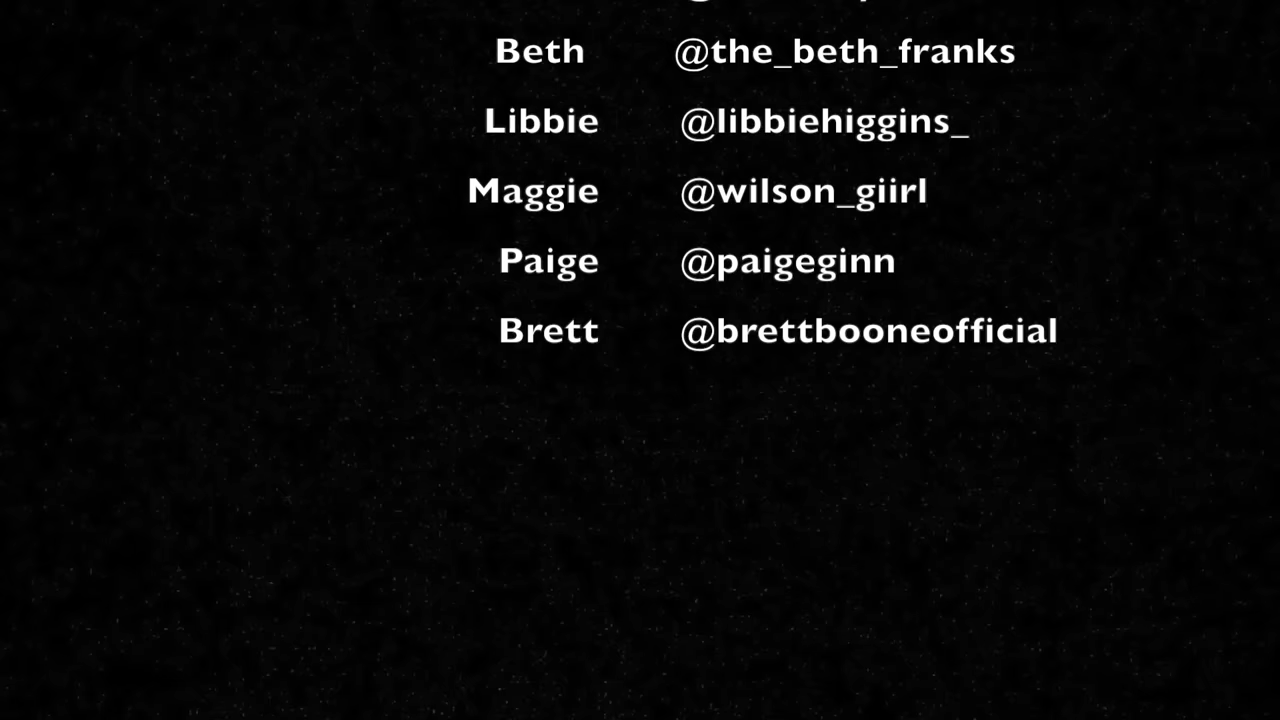 Beth @the_beth_franks
Libbie @libbiehiggins_
Maggie @wilson_giirl
Paige @paigeginn
Brett @brettbooneofficial